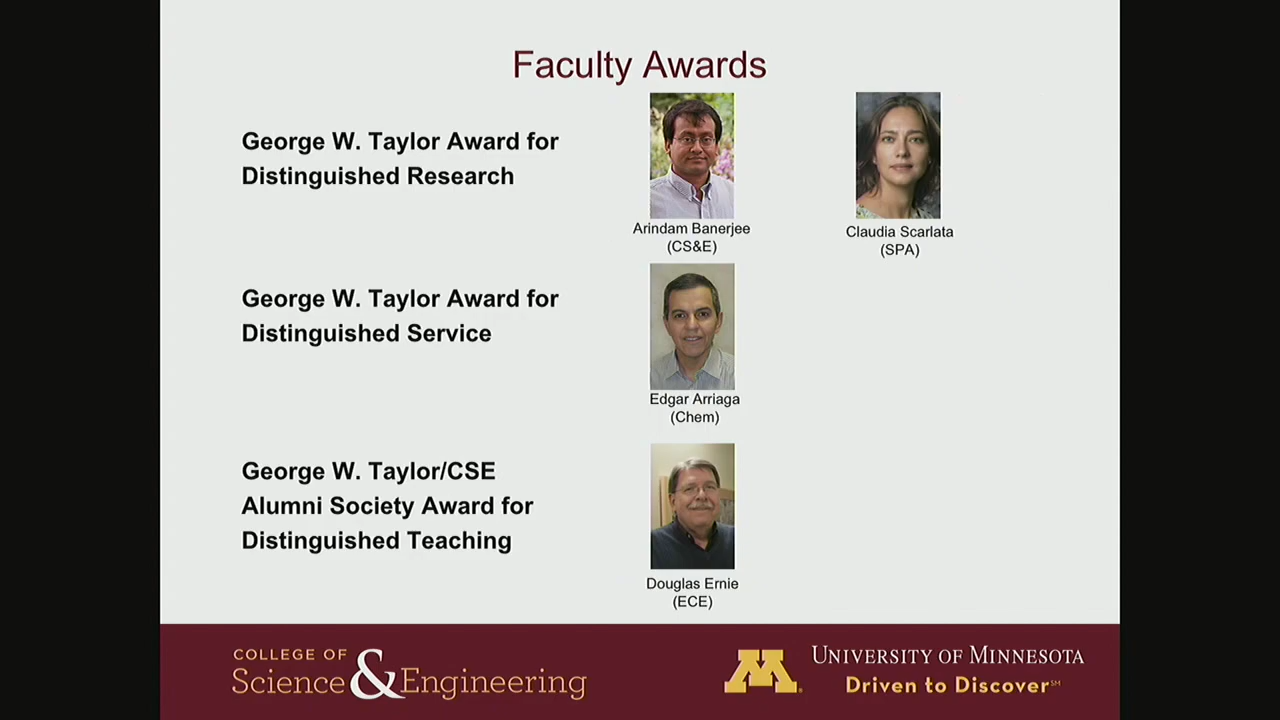 Faculty Awards
George W. Taylor Award for
Distinguished Research
Arindam Banerjee
(CS&E)
Claudia Scarlata
(SPA)
George W. Taylor Award for
Distinguished Service
Edgar Arriaga
(Chem)
George W. Taylor/CSE
Alumni Society Award for
Distinguished Teaching
Douglas Ernie
(ECE)
COLLEGE OF
Science & Engineering
M
UNIVERSITY OF MINNESOTA
Driven to Discover℠